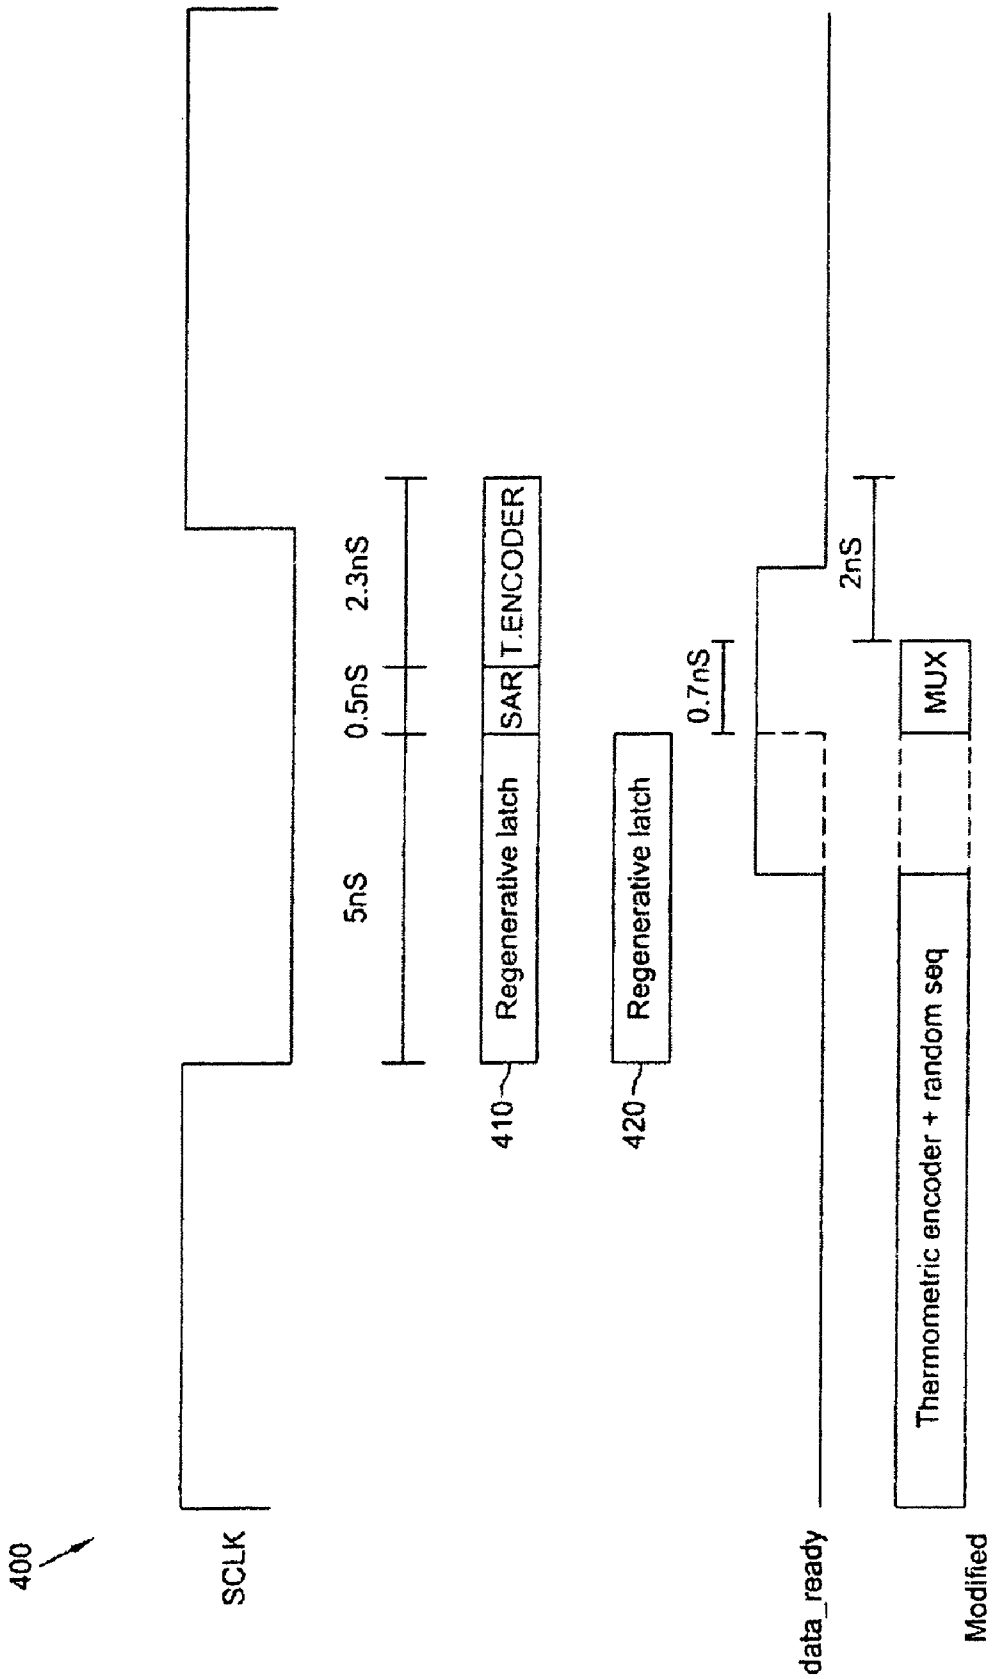 400
SCLK
5nS
0.5nS
2.3nS
410
Regenerative latch
SAR
T.ENCODER
420
Regenerative latch
0.7nS
data_ready
2nS
Modified
Thermometric encoder + random seq
MUX